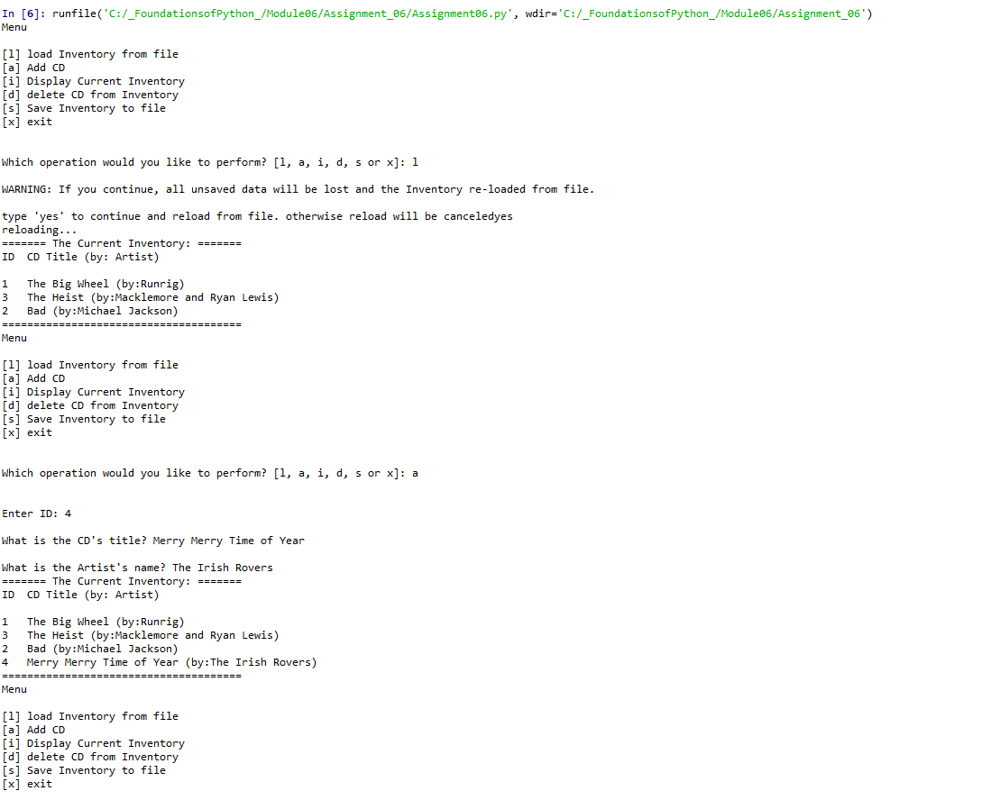 In [6]: runfile('C:/_FoundationsofPython_/Module06/Assignment_06/Assignment06.py', wdir='C:/_FoundationsofPython_/Module06/Assignment_06')
Menu
[l] load Inventory from file
[a] Add CD
[i] Display Current Inventory
[d] delete CD from Inventory
[s] Save Inventory to file
[x] exit
Which operation would you like to perform? [l, a, i, d, s or x]: l
WARNING: If you continue, all unsaved data will be lost and the Inventory re-loaded from file.
type 'yes' to continue and reload from file. otherwise reload will be canceledyes
reloading...
======= The Current Inventory: =======
ID  CD Title (by: Artist)
1   The Big Wheel (by:Runrig)
3   The Heist (by:Macklemore and Ryan Lewis)
2   Bad (by:Michael Jackson)
======================================
Menu
[l] load Inventory from file
[a] Add CD
[i] Display Current Inventory
[d] delete CD from Inventory
[s] Save Inventory to file
[x] exit
Which operation would you like to perform? [l, a, i, d, s or x]: a
Enter ID: 4
What is the CD's title? Merry Merry Time of Year
What is the Artist's name? The Irish Rovers
======= The Current Inventory: =======
ID  CD Title (by: Artist)
1   The Big Wheel (by:Runrig)
3   The Heist (by:Macklemore and Ryan Lewis)
2   Bad (by:Michael Jackson)
4   Merry Merry Time of Year (by:The Irish Rovers)
======================================
Menu
[l] load Inventory from file
[a] Add CD
[i] Display Current Inventory
[d] delete CD from Inventory
[s] Save Inventory to file
[x] exit